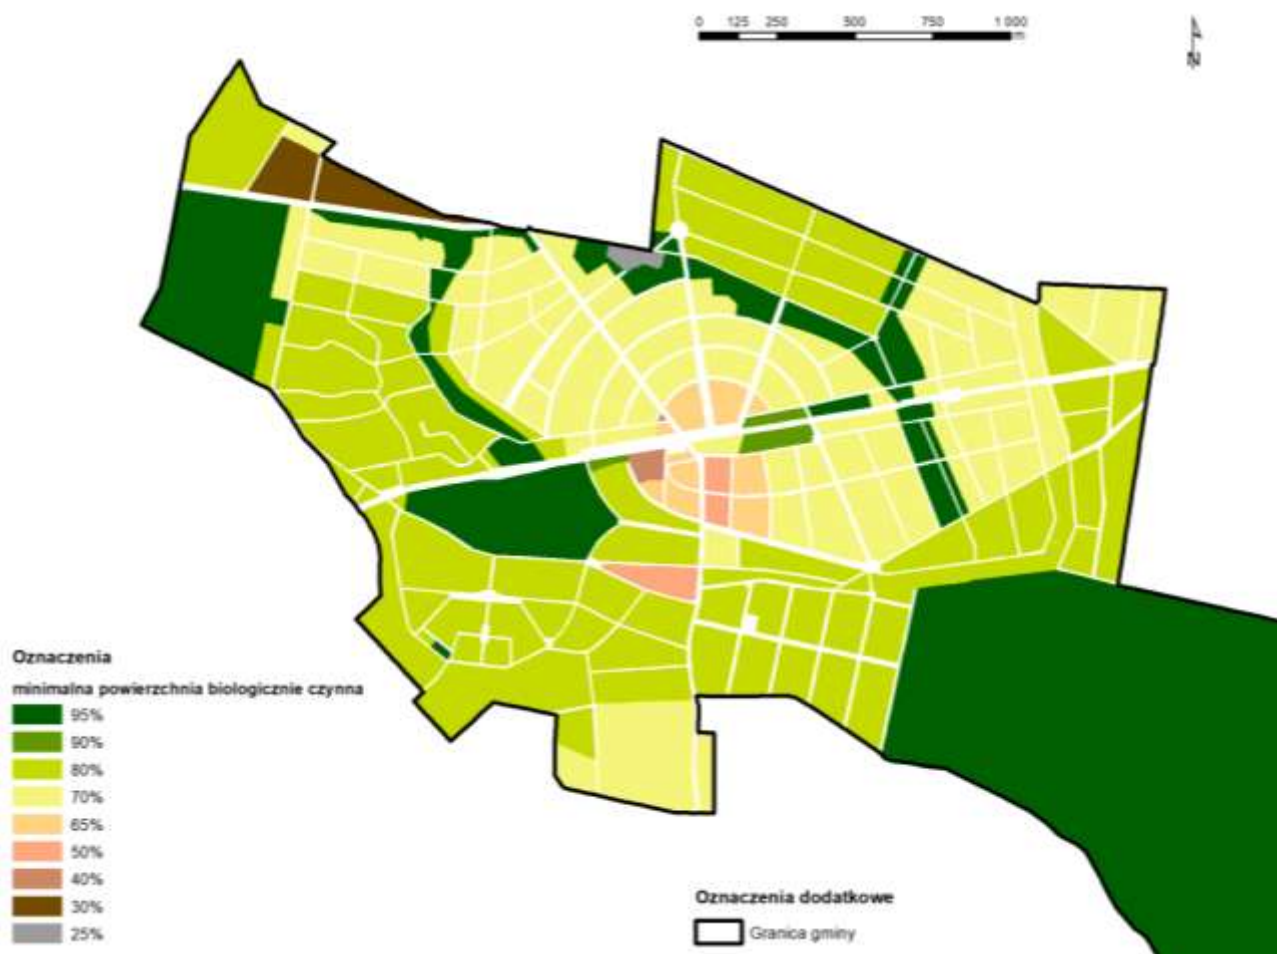 0 125 250 500 750 1 000
m
N
Oznaczenia
minimalna powierzchnia biologicznie czynna
95%
90%
80%
70%
65%
50%
40%
30%
25%
Oznaczenia dodatkowe
Granica gminy